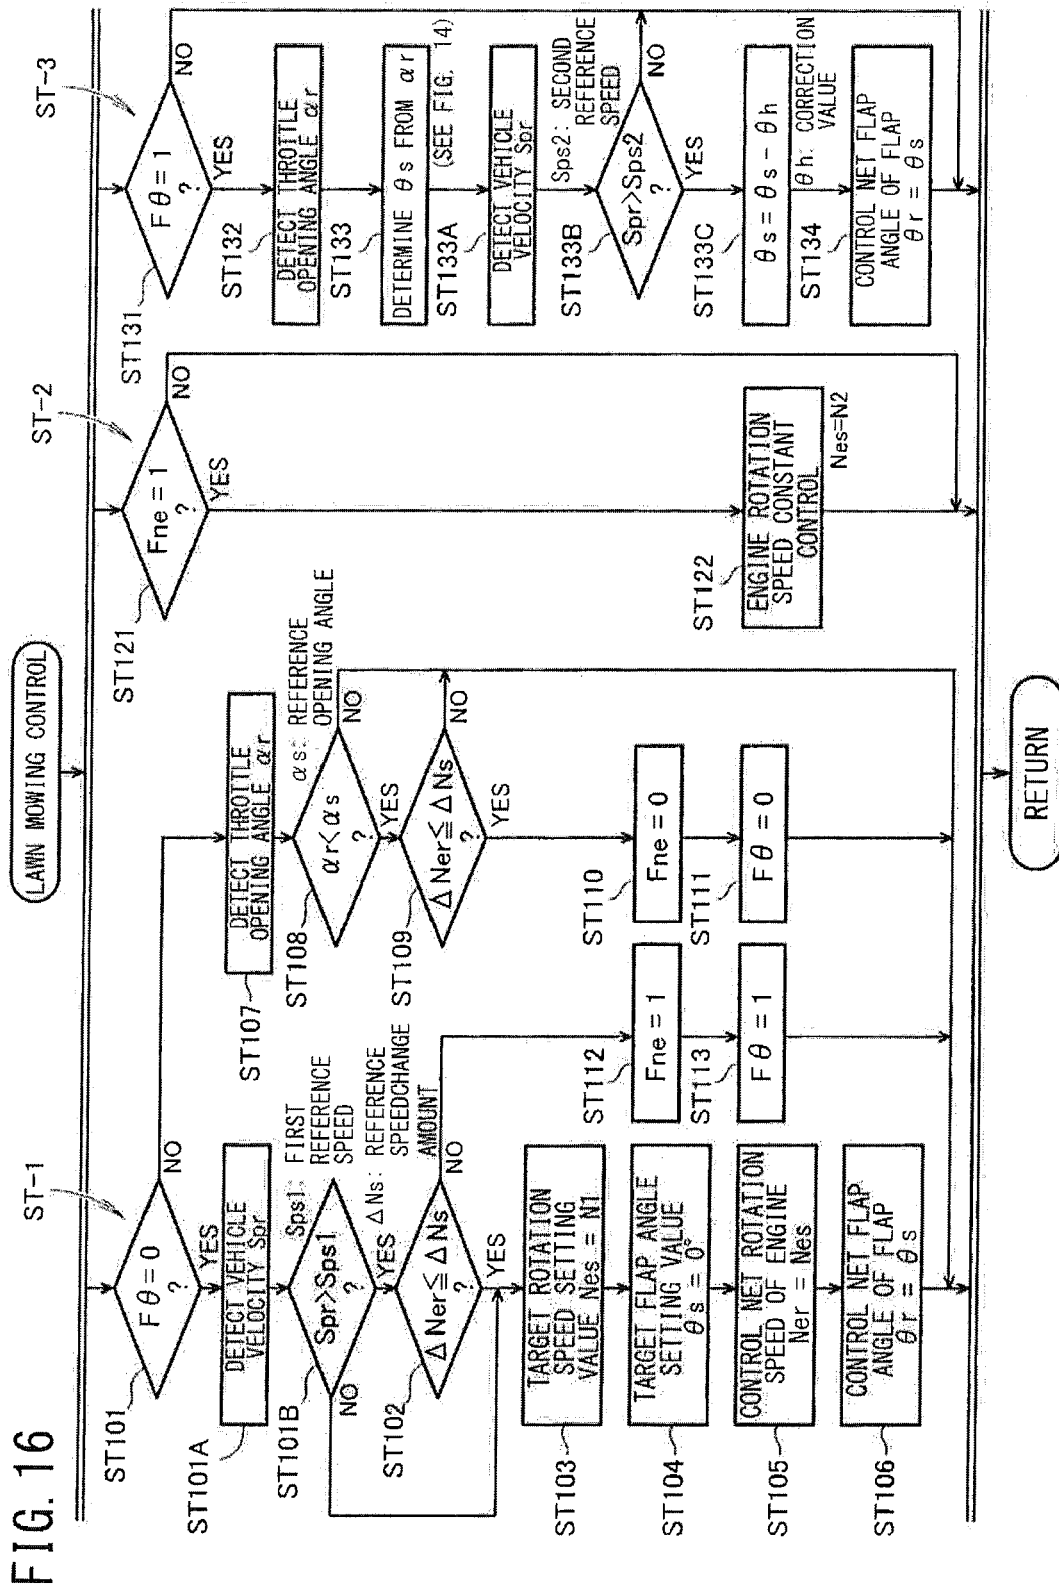 FIG. 16
LAWN MOWING CONTROL
ST-1
ST101
Fθ = 0
?
NO
YES
ST101A
DETECT VEHICLE
VELOCITY Spr
ST101B
Spr>Sps1
?
Sps1: FIRST
REFERENCE
SPEED
NO
YES
ΔNs: REFERENCE
SPEEDCHANGE
AMOUNT
ST102
ΔNer≦ΔNs
?
NO
YES
ST103
TARGET ROTATION
SPEED SETTING
VALUE Nes = N1
ST104
TARGET FLAP ANGLE
SETTING VALUE
θs = 0°
ST105
CONTROL NET ROTATION
SPEED OF ENGINE
Ner = Nes
ST106
CONTROL NET FLAP
ANGLE OF FLAP
θr = θs
ST112
Fne = 1
ST113
Fθ = 1
ST107
DETECT THROTTLE
OPENING ANGLE αr
αs: REFERENCE
OPENING ANGLE
ST108
αr<αs
?
NO
YES
ST109
ΔNer≦ΔNs
?
NO
YES
ST110
Fne = 0
ST111
Fθ = 0
ST-2
ST121
Fne = 1
?
NO
YES
ST122
ENGINE ROTATION
SPEED CONSTANT
CONTROL
Nes=N2
ST-3
ST131
Fθ = 1
?
NO
YES
ST132
DETECT THROTTLE
OPENING ANGLE αr
ST133
DETERMINE θs FROM αr
(SEE FIG. 14)
ST133A
DETECT VEHICLE
VELOCITY Spr
Sps2: SECOND
REFERENCE
SPEED
ST133B
Spr>Sps2
?
NO
YES
ST133C
θs = θs − θh
θh: CORRECTION
VALUE
ST134
CONTROL NET FLAP
ANGLE OF FLAP
θr = θs
RETURN